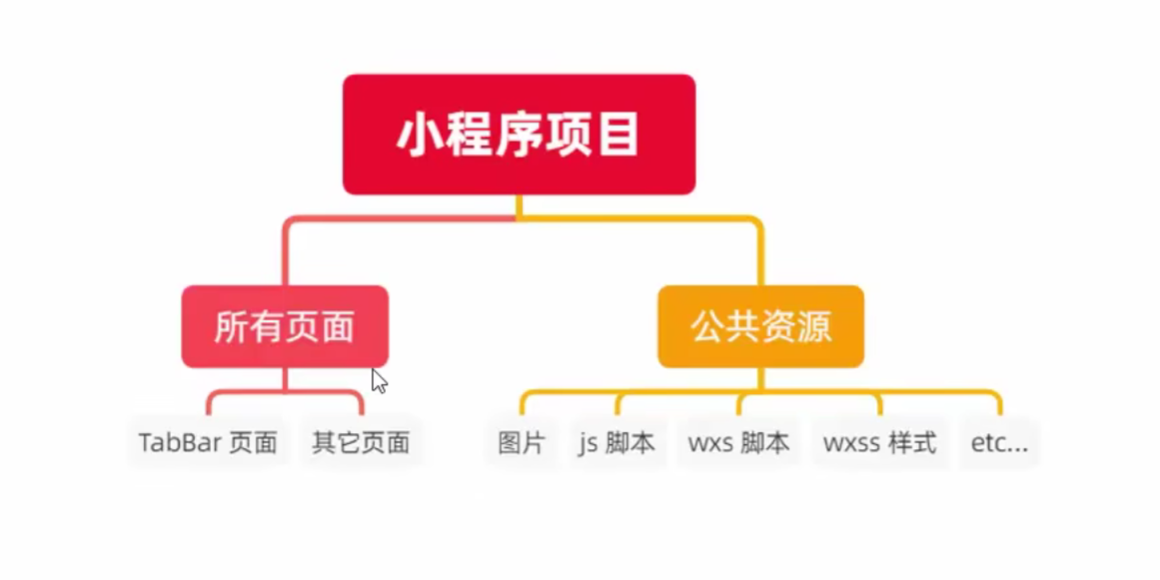 小程序项目
所有页面
公共资源
TabBar 页面
其它页面
图片
js 脚本
wxs 脚本
wxss 样式
etc...